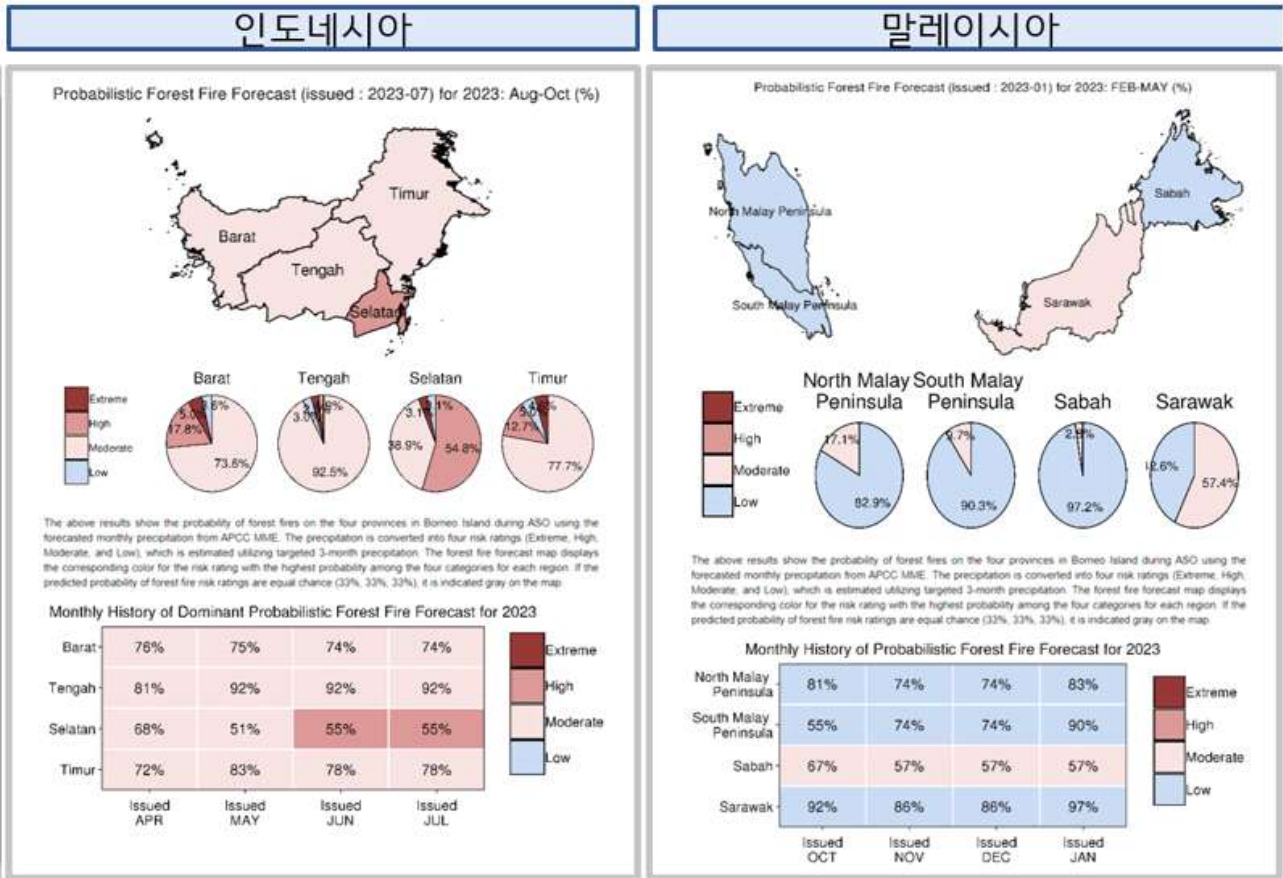 인도네시아
Probabilistic Forest Fire Forecast (issued : 2023-07) for 2023: Aug-Oct (%)
Timur
Barat
Tengah
Selatan
Barat
Tengah
Selatan
Timur
Extreme
High
Moderate
Low
5.0%
17.8%
73.6%
92.5%
3.1%
38.9%
54.8%
12.7%
77.7%
The above results show the probability of forest fires on the four provinces in Borneo Island during ASO using the
forecasted monthly precipitation from APCC MME. The precipitation is converted into four risk ratings (Extreme, High,
Moderate, and Low), which is estimated utilizing targeted 3-month precipitation. The forest fire forecast map displays
the corresponding color for the risk rating with the highest probability among the four categories for each region. If the
predicted probability of forest fire risk ratings are equal chance (33%, 33%, 33%), it is indicated gray on the map.
Monthly History of Dominant Probabilistic Forest Fire Forecast for 2023
Barat 76% 75% 74% 74%
Tengah 81% 92% 92% 92%
Selatan 68% 51% 55% 55%
Timur 72% 83% 78% 78%
Issued Issued Issued Issued
APR MAY JUN JUL
Extreme
High
Moderate
Low
말레이시아
Probabilistic Forest Fire Forecast (issued : 2023-01) for 2023: FEB-MAY (%)
Sabah
North Malay Peninsula
South Malay Peninsula
Sarawak
North Malay South Malay
Peninsula Peninsula Sabah Sarawak
Extreme
High
Moderate
Low
17.1%
82.9%
9.7%
90.3%
97.2%
57.4%
The above results show the probability of forest fires on the four provinces in Borneo Island during ASO using the
forecasted monthly precipitation from APCC MME. The precipitation is converted into four risk ratings (Extreme, High,
Moderate, and Low), which is estimated utilizing targeted 3-month precipitation. The forest fire forecast map displays
the corresponding color for the risk rating with the highest probability among the four categories for each region. If the
predicted probability of forest fire risk ratings are equal chance (33%, 33%, 33%), it is indicated gray on the map.
Monthly History of Probabilistic Forest Fire Forecast for 2023
North Malay
Peninsula 81% 74% 74% 83%
South Malay
Peninsula 55% 74% 74% 90%
Sabah 67% 57% 57% 57%
Sarawak 92% 86% 86% 97%
Issued Issued Issued Issued
OCT NOV DEC JAN
Extreme
High
Moderate
Low